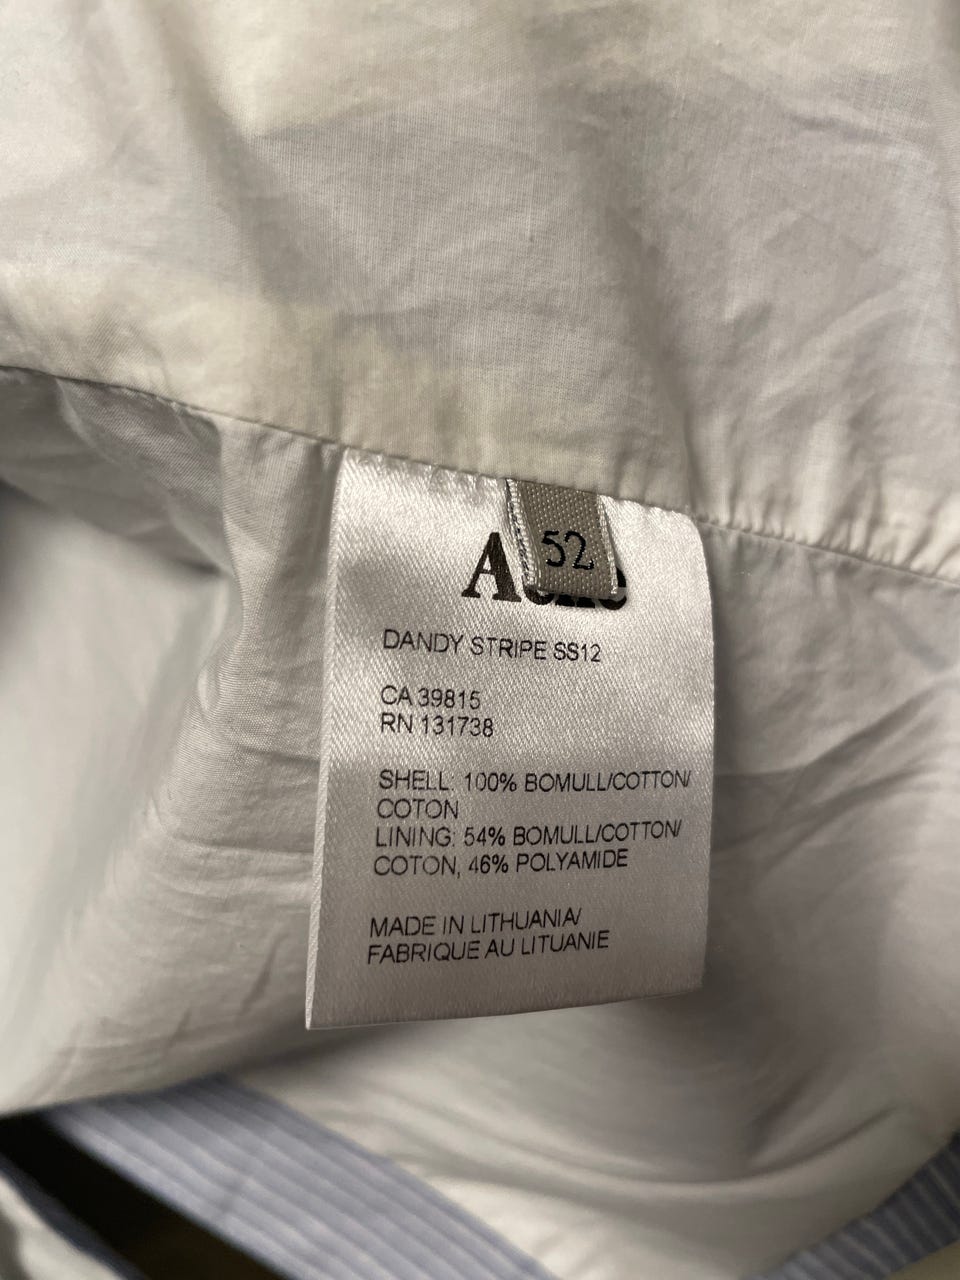 52
DANDY STRIPE SS12
CA 39815
RN 131738
SHELL: 100% BOMULL/COTTON/
COTON
LINING: 54% BOMULL/COTTON/
COTON, 46% POLYAMIDE
MADE IN LITHUANIA/
FABRIQUE AU LITUANIE